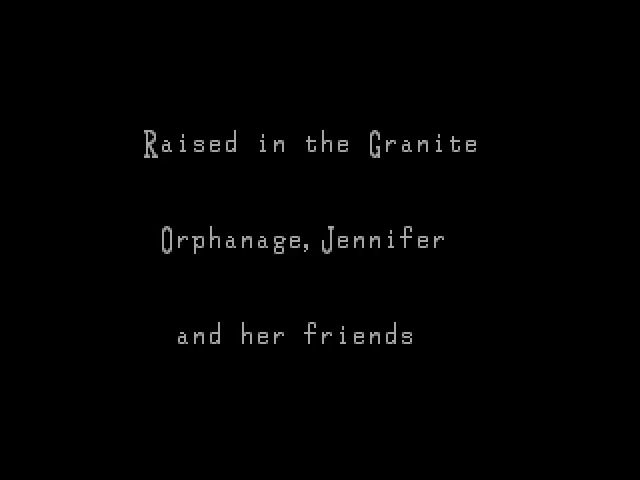 Raised in the Granite
Orphanage, Jennifer
and her friends